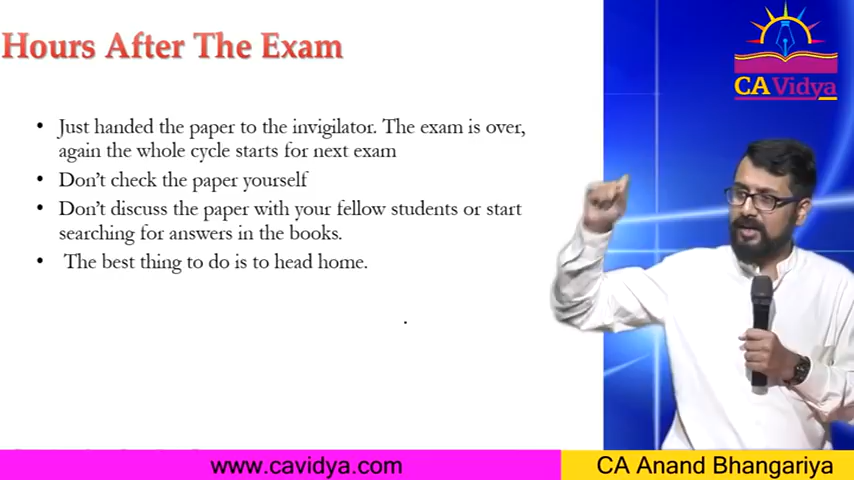 Hours After The Exam
CA Vidya
• Just handed the paper to the invigilator. The exam is over,
again the whole cycle starts for next exam
• Don't check the paper yourself
• Don't discuss the paper with your fellow students or start
searching for answers in the books.
• The best thing to do is to head home.
www.cavidya.com
CA Anand Bhangariya